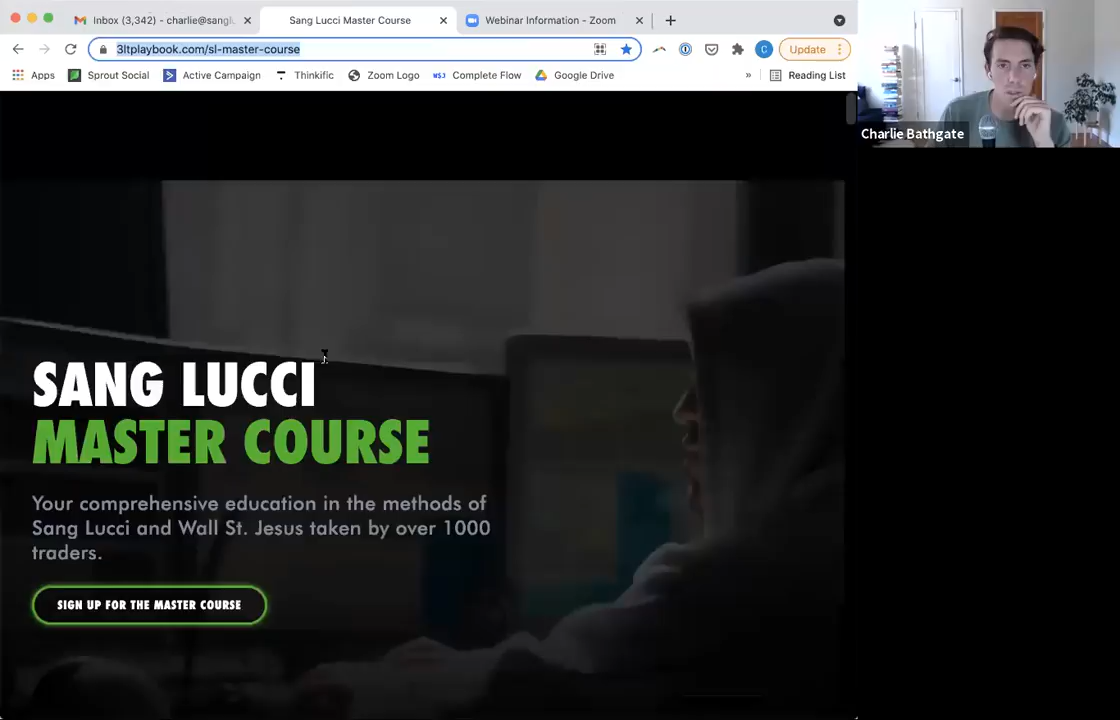 Inbox (3,342) - charlie@sanglu
Sang Lucci Master Course
Webinar Information - Zoom
3ltplaybook.com/sl-master-course
C
Update
Apps
Sprout Social
Active Campaign
Thinkific
Zoom Logo
WSJ
Complete Flow
Google Drive
»
Reading List
Charlie Bathgate
SANG LUCCI
MASTER COURSE
Your comprehensive education in the methods of
Sang Lucci and Wall St. Jesus taken by over 1000
traders.
SIGN UP FOR THE MASTER COURSE